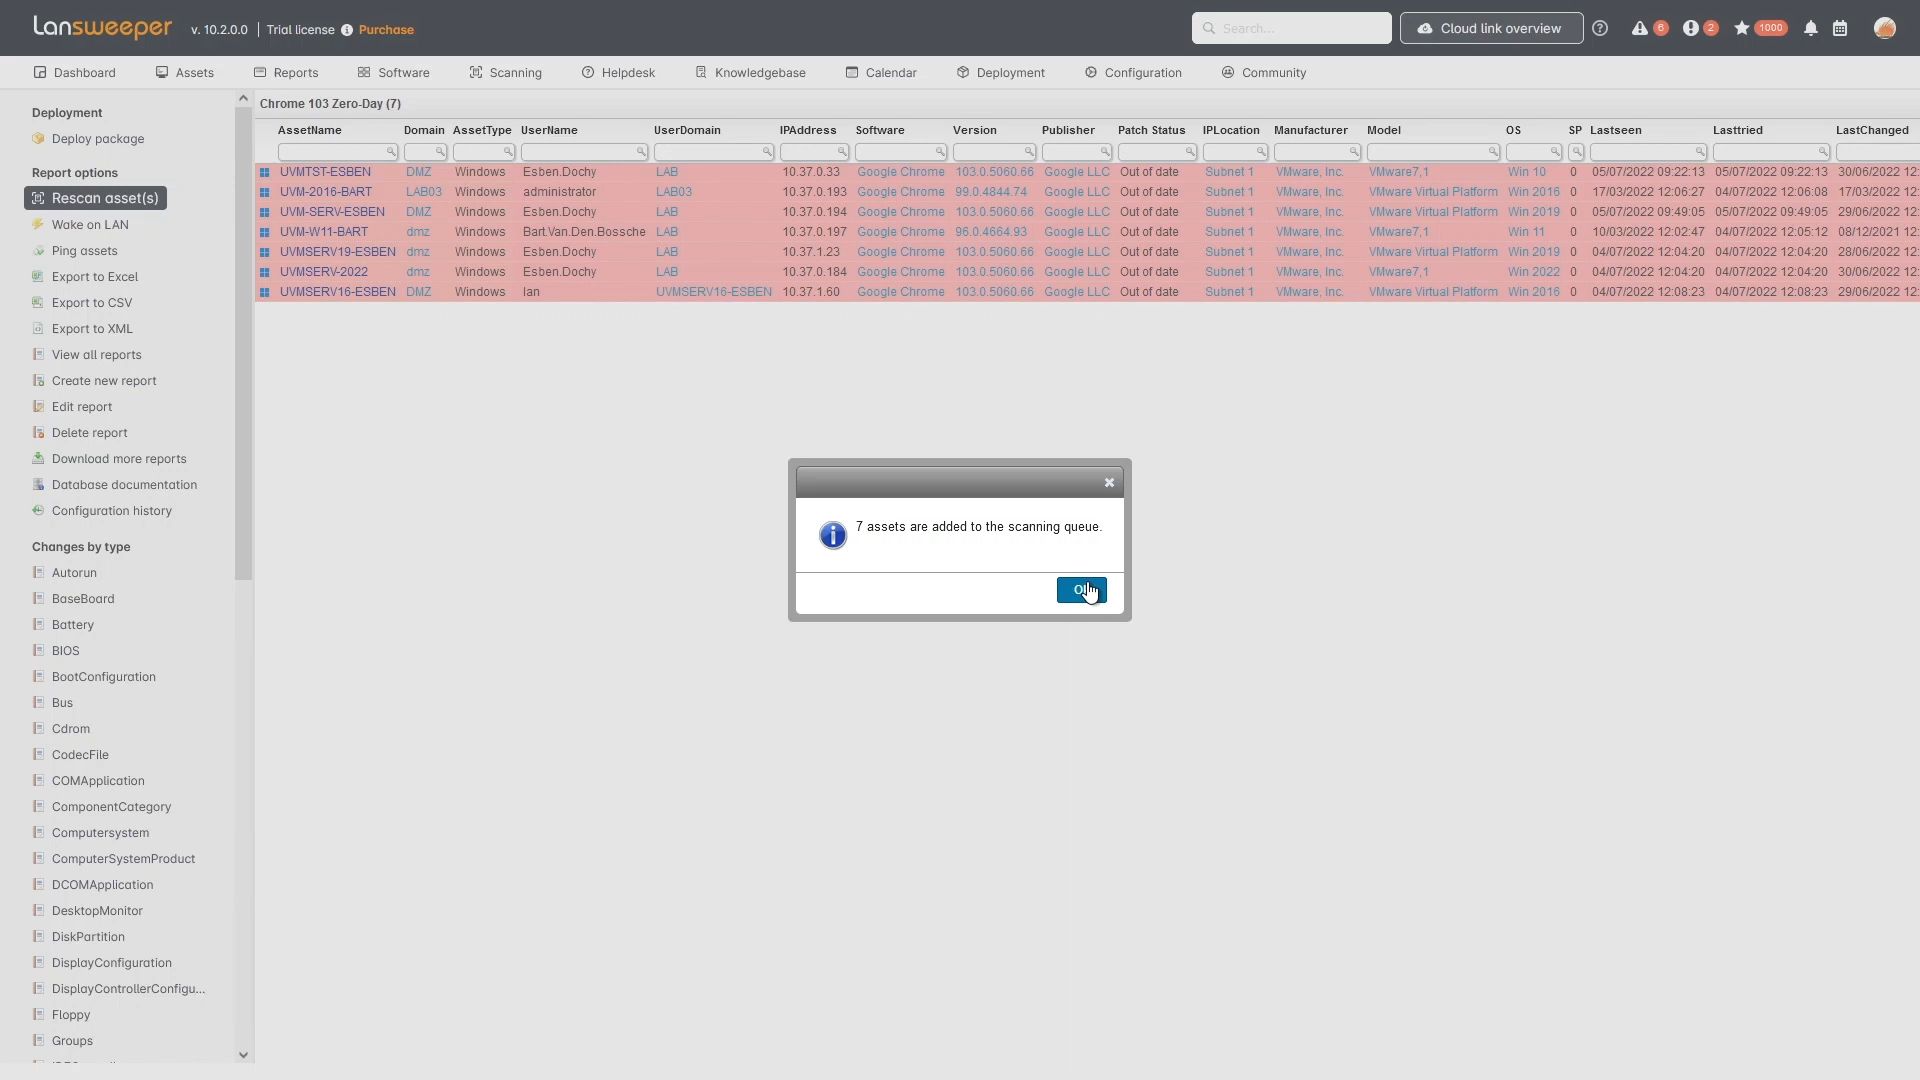 Lansweeper v. 10.2.0.0 | Trial license Purchase Search... Cloud link overview 6 2 1000
Dashboard Assets Reports Software Scanning Helpdesk Knowledgebase Calendar Deployment Configuration Community
Deployment
Deploy package
Report options
Rescan asset(s)
Wake on LAN
Ping assets
Export to Excel
Export to CSV
Export to XML
View all reports
Create new report
Edit report
Delete report
Download more reports
Database documentation
Configuration history
Changes by type
Autorun
BaseBoard
Battery
BIOS
BootConfiguration
Bus
Cdrom
CodecFile
COMApplication
ComponentCategory
Computersystem
ComputerSystemProduct
DCOMApplication
DesktopMonitor
DiskPartition
DisplayConfiguration
DisplayControllerConfigu...
Floppy
Groups
Chrome 103 Zero-Day (7)
AssetName Domain AssetType UserName UserDomain IPAddress Software Version Publisher Patch Status IPLocation Manufacturer Model OS SP Lastseen Lasttried LastChanged
UVMTST-ESBEN DMZ Windows Esben.Dochy LAB 10.37.0.33 Google Chrome 103.0.5060.66 Google LLC Out of date Subnet 1 VMware, Inc. VMware7,1 Win 10 0 05/07/2022 09:22:13 05/07/2022 09:22:13 30/06/2022 12:
UVM-2016-BART LAB03 Windows administrator LAB03 10.37.0.193 Google Chrome 99.0.4844.74 Google LLC Out of date Subnet 1 VMware, Inc. VMware Virtual Platform Win 2016 0 17/03/2022 12:06:27 04/07/2022 12:06:08 17/03/2022 12:
UVM-SERV-ESBEN DMZ Windows Esben.Dochy LAB 10.37.0.194 Google Chrome 103.0.5060.66 Google LLC Out of date Subnet 1 VMware, Inc. VMware Virtual Platform Win 2019 0 05/07/2022 09:49:05 05/07/2022 09:49:05 29/06/2022 12:
UVM-W11-BART dmz Windows Bart.Van.Den.Bossche LAB 10.37.0.197 Google Chrome 96.0.4664.93 Google LLC Out of date Subnet 1 VMware, Inc. VMware7,1 Win 11 0 10/03/2022 12:02:47 04/07/2022 12:05:12 08/12/2021 12:
UVMSERV19-ESBEN dmz Windows Esben.Dochy LAB 10.37.1.23 Google Chrome 103.0.5060.66 Google LLC Out of date Subnet 1 VMware, Inc. VMware Virtual Platform Win 2019 0 04/07/2022 12:04:20 04/07/2022 12:04:20 28/06/2022 12:
UVMSERV-2022 dmz Windows Esben.Dochy LAB 10.37.0.184 Google Chrome 103.0.5060.66 Google LLC Out of date Subnet 1 VMware, Inc. VMware7,1 Win 2022 0 04/07/2022 12:04:20 04/07/2022 12:04:20 30/06/2022 12:
UVMSERV16-ESBEN DMZ Windows lan UVMSERV16-ESBEN 10.37.1.60 Google Chrome 103.0.5060.66 Google LLC Out of date Subnet 1 VMware, Inc. VMware Virtual Platform Win 2016 0 04/07/2022 12:08:23 04/07/2022 12:08:23 29/06/2022 12:
7 assets are added to the scanning queue.